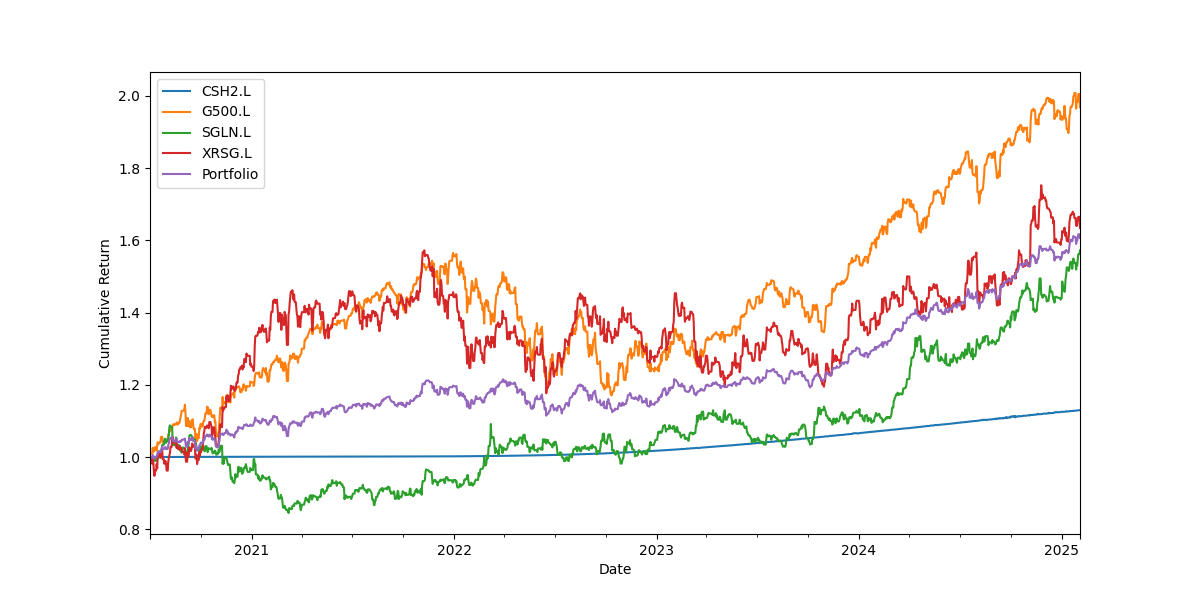 CSH2.L
G500.L
SGLN.L
XRSG.L
Portfolio
Cumulative Return
2.0
1.8
1.6
1.4
1.2
1.0
0.8
2021 2022 2023 2024 2025
Date